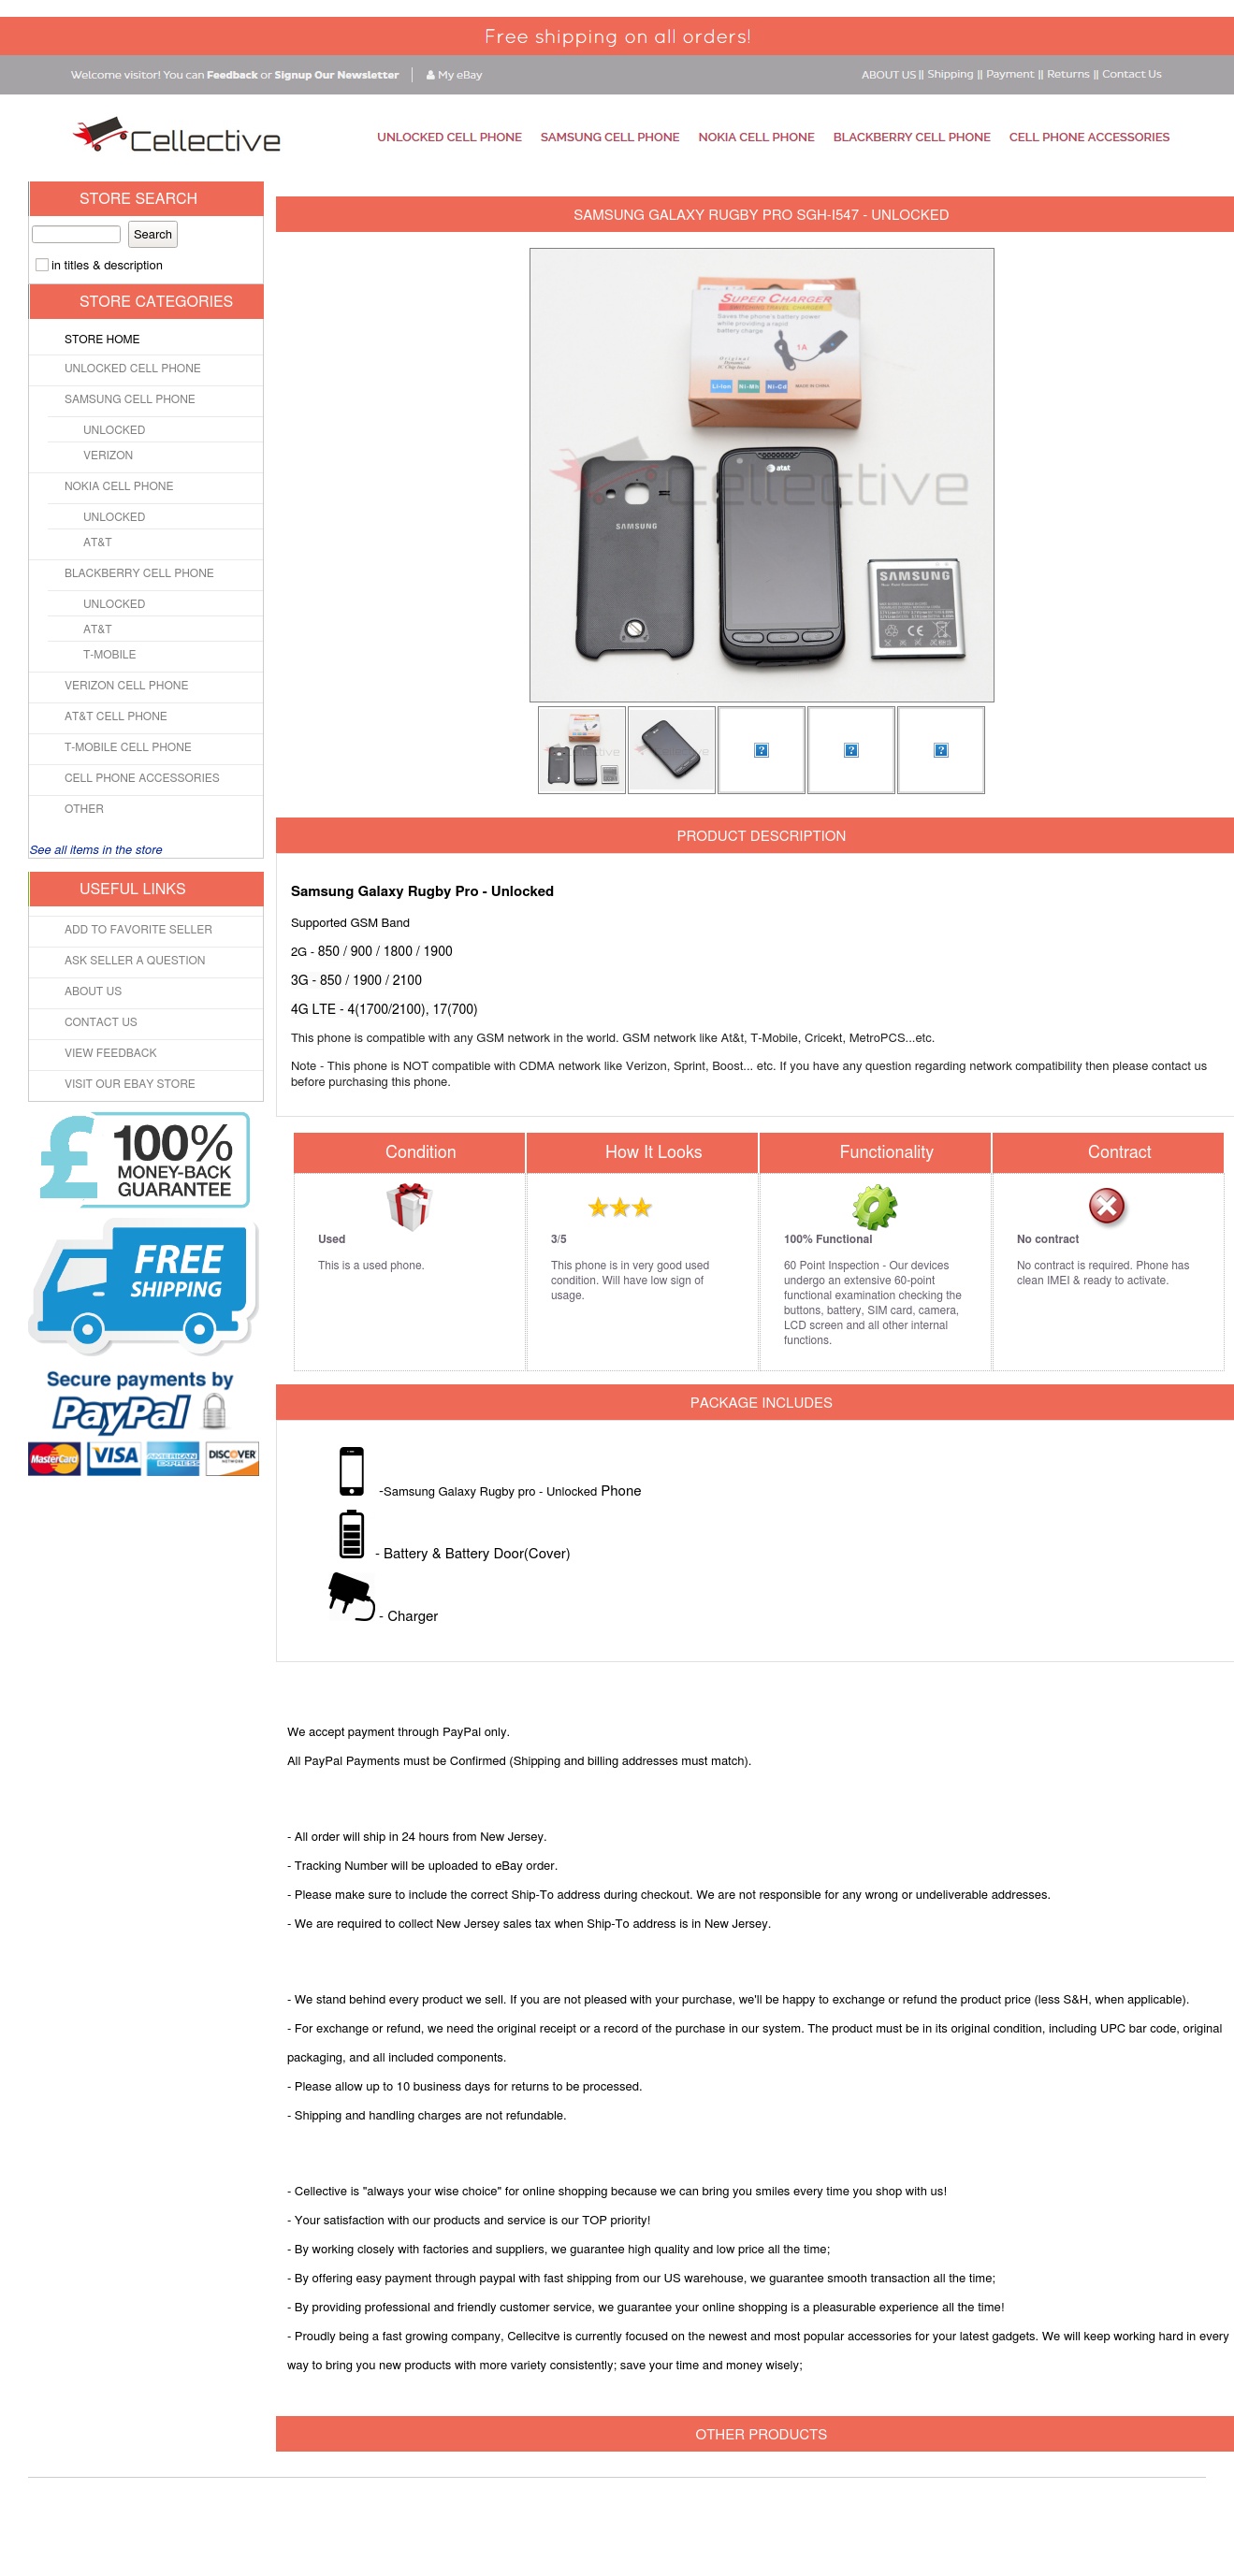 Free shipping on all orders!
Welcome visitor! You can Feedback or Signup Our Newsletter | My eBay
ABOUT US || Shipping || Payment || Returns || Contact Us
Cellective
UNLOCKED CELL PHONE SAMSUNG CELL PHONE NOKIA CELL PHONE BLACKBERRY CELL PHONE CELL PHONE ACCESSORIES
STORE SEARCH
Search
in titles & description
STORE CATEGORIES
STORE HOME
UNLOCKED CELL PHONE
SAMSUNG CELL PHONE
UNLOCKED
VERIZON
NOKIA CELL PHONE
UNLOCKED
AT&T
BLACKBERRY CELL PHONE
UNLOCKED
AT&T
T-MOBILE
VERIZON CELL PHONE
AT&T CELL PHONE
T-MOBILE CELL PHONE
CELL PHONE ACCESSORIES
OTHER
See all items in the store
USEFUL LINKS
ADD TO FAVORITE SELLER
ASK SELLER A QUESTION
ABOUT US
CONTACT US
VIEW FEEDBACK
VISIT OUR EBAY STORE
£ 100%
MONEY-BACK
GUARANTEE
FREE
SHIPPING
Secure payments by
PayPal
MasterCard VISA AMERICAN EXPRESS DISCOVER NETWORK
SAMSUNG GALAXY RUGBY PRO SGH-I547 - UNLOCKED
SUPER CHARGER
Saves the phone's battery power
while providing a rapid
battery charge
1A
Original
Li-Ion Ni-Mh Ni-Cd MADE IN CHINA
Cellective
at&t
SAMSUNG
SAMSUNG
PRODUCT DESCRIPTION
Samsung Galaxy Rugby Pro - Unlocked
Supported GSM Band
2G - 850 / 900 / 1800 / 1900
3G - 850 / 1900 / 2100
4G LTE - 4(1700/2100), 17(700)
This phone is compatible with any GSM network in the world. GSM network like At&t, T-Mobile, Cricekt, MetroPCS...etc.
Note - This phone is NOT compatible with CDMA network like Verizon, Sprint, Boost... etc. If you have any question regarding network compatibility then please contact us
before purchasing this phone.
Condition
Used
This is a used phone.
How It Looks
3/5
This phone is in very good used
condition. Will have low sign of
usage.
Functionality
100% Functional
60 Point Inspection - Our devices
undergo an extensive 60-point
functional examination checking the
buttons, battery, SIM card, camera,
LCD screen and all other internal
functions.
Contract
No contract
No contract is required. Phone has
clean IMEI & ready to activate.
PACKAGE INCLUDES
-Samsung Galaxy Rugby pro - Unlocked Phone
- Battery & Battery Door(Cover)
- Charger
We accept payment through PayPal only.
All PayPal Payments must be Confirmed (Shipping and billing addresses must match).
- All order will ship in 24 hours from New Jersey.
- Tracking Number will be uploaded to eBay order.
- Please make sure to include the correct Ship-To address during checkout. We are not responsible for any wrong or undeliverable addresses.
- We are required to collect New Jersey sales tax when Ship-To address is in New Jersey.
- We stand behind every product we sell. If you are not pleased with your purchase, we'll be happy to exchange or refund the product price (less S&H, when applicable).
- For exchange or refund, we need the original receipt or a record of the purchase in our system. The product must be in its original condition, including UPC bar code, original
packaging, and all included components.
- Please allow up to 10 business days for returns to be processed.
- Shipping and handling charges are not refundable.
- Cellective is "always your wise choice" for online shopping because we can bring you smiles every time you shop with us!
- Your satisfaction with our products and service is our TOP priority!
- By working closely with factories and suppliers, we guarantee high quality and low price all the time;
- By offering easy payment through paypal with fast shipping from our US warehouse, we guarantee smooth transaction all the time;
- By providing professional and friendly customer service, we guarantee your online shopping is a pleasurable experience all the time!
- Proudly being a fast growing company, Cellecitve is currently focused on the newest and most popular accessories for your latest gadgets. We will keep working hard in every
way to bring you new products with more variety consistently; save your time and money wisely;
OTHER PRODUCTS